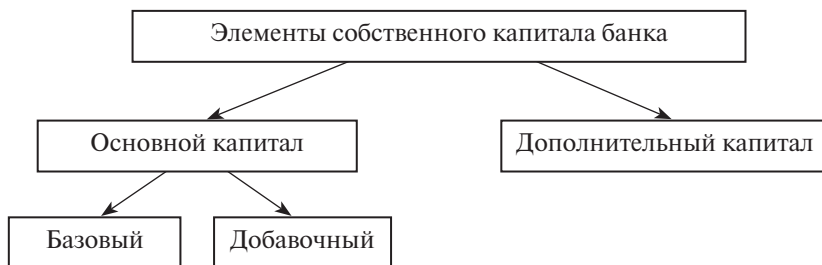 Элементы собственного капитала банка
Основной капитал
Дополнительный капитал
Базовый
Добавочный